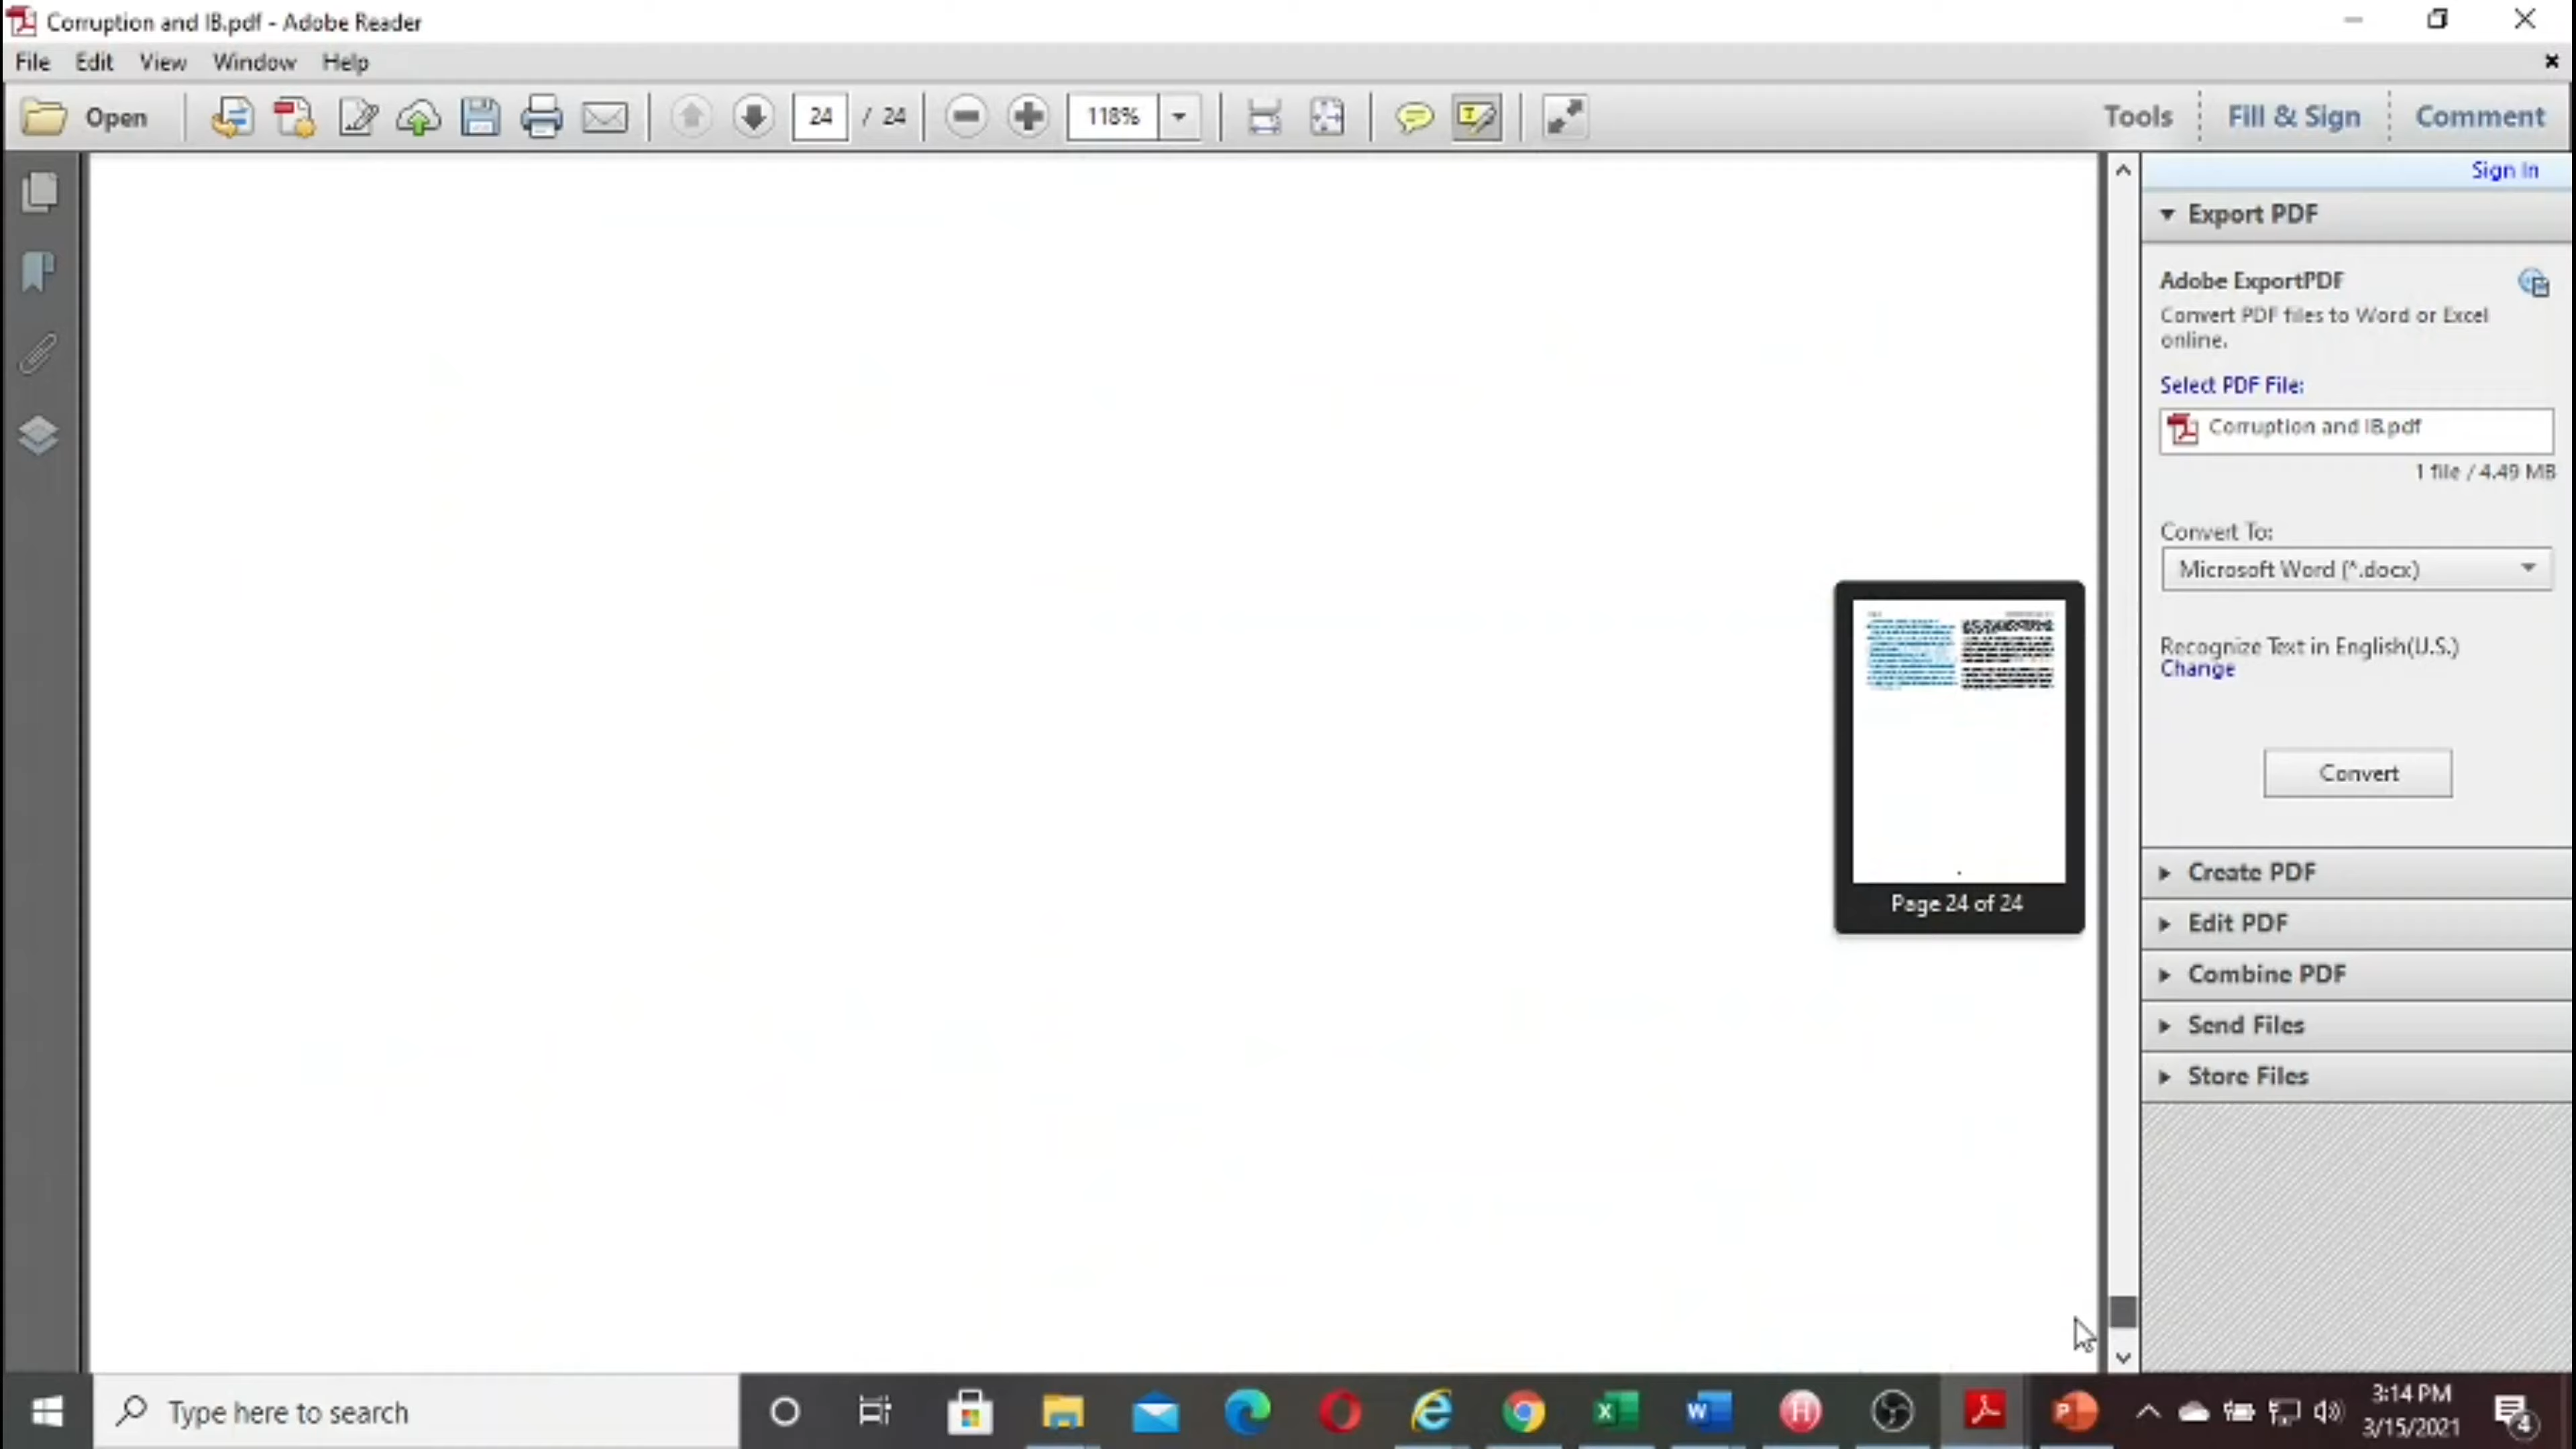 Corruption and IB.pdf - Adobe Reader
File Edit View Window Help
Open 24 / 24 118% Tools Fill & Sign Comment
Sign In
Export PDF
Adobe ExportPDF
Convert PDF files to Word or Excel
online.
Select PDF File:
Corruption and IB.pdf
1 file / 4.49 MB
Convert To:
Microsoft Word (*.docx)
Recognize Text in English(U.S.)
Change
Convert
Page 24 of 24
Create PDF
Edit PDF
Combine PDF
Send Files
Store Files
Type here to search
3:14 PM
3/15/2021
4